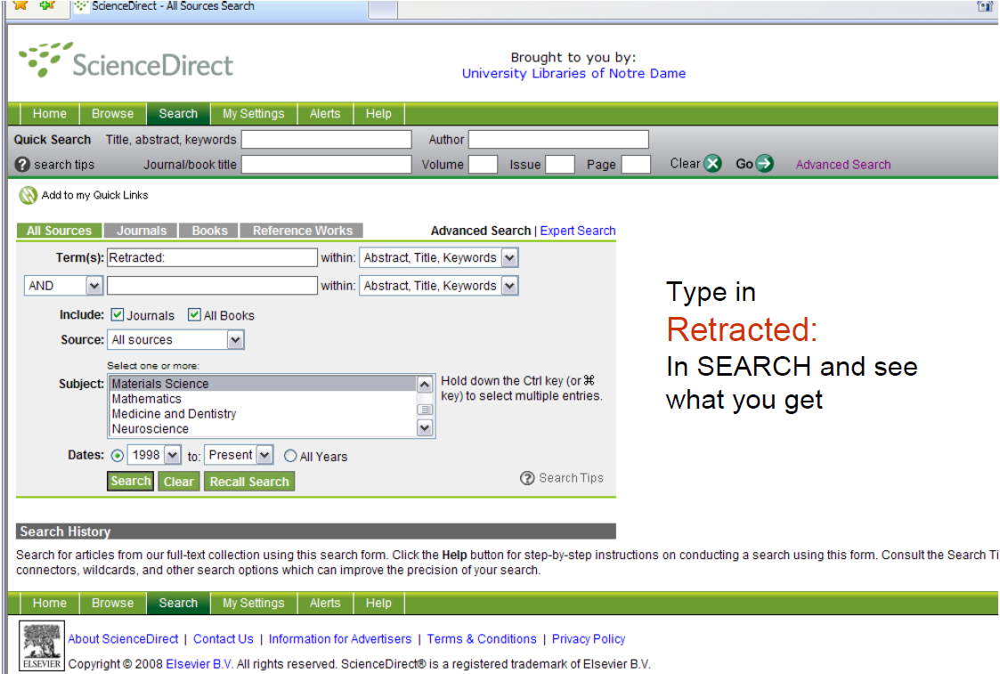 ScienceDirect - All Sources Search
ScienceDirect
Brought to you by:
University Libraries of Notre Dame
Home Browse Search My Settings Alerts Help
Quick Search Title, abstract, keywords Author
? search tips Journal/book title Volume Issue Page Clear Go Advanced Search
Add to my Quick Links
All Sources Journals Books Reference Works Advanced Search | Expert Search
Term(s): Retracted: within: Abstract, Title, Keywords
AND within: Abstract, Title, Keywords
Include: Journals All Books
Source: All sources
Select one or more:
Subject: Materials Science
Mathematics
Medicine and Dentistry
Neuroscience
Hold down the Ctrl key (or ⌘
key) to select multiple entries.
Dates: 1998 to: Present All Years
Search Clear Recall Search
? Search Tips
Type in
Retracted:
In SEARCH and see
what you get
Search History
Search for articles from our full-text collection using this search form. Click the Help button for step-by-step instructions on conducting a search using this form. Consult the Search Ti
connectors, wildcards, and other search options which can improve the precision of your search.
Home Browse Search My Settings Alerts Help
ELSEVIER
About ScienceDirect | Contact Us | Information for Advertisers | Terms & Conditions | Privacy Policy
Copyright © 2008 Elsevier B.V. All rights reserved. ScienceDirect® is a registered trademark of Elsevier B.V.